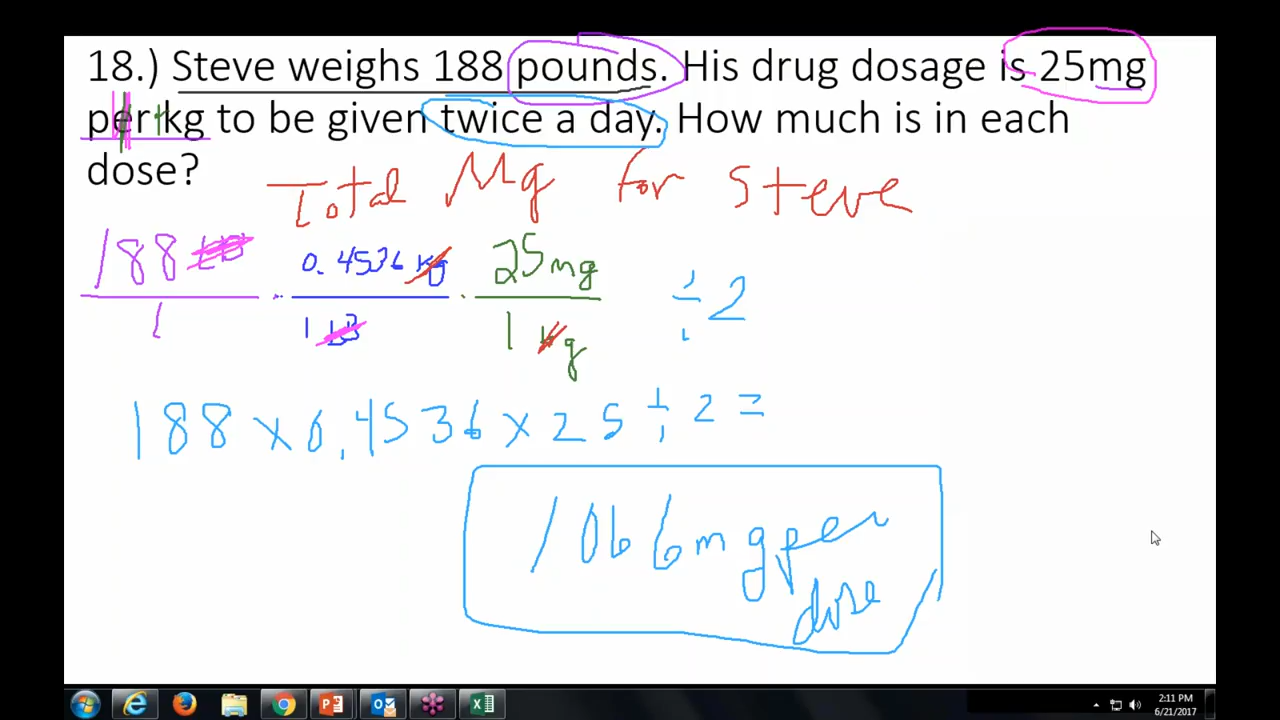 18.) Steve weighs 188 pounds. His drug dosage is 25mg
per kg to be given twice a day. How much is in each
dose?
Total Mg for Steve
188 LB 0.4536 kg 25mg ÷2
1 1 LB 1 kg
188 x 0.4536 x 25 ÷ 2 =
1066 mg per
dose
2:11 PM
6/21/2017